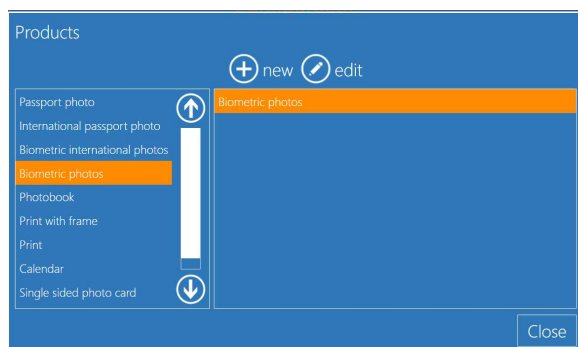 Products
new edit
Passport photo
International passport photo
Biometric international photos
Biometric photos
Photobook
Print with frame
Print
Calendar
Single sided photo card
Biometric photos
Close